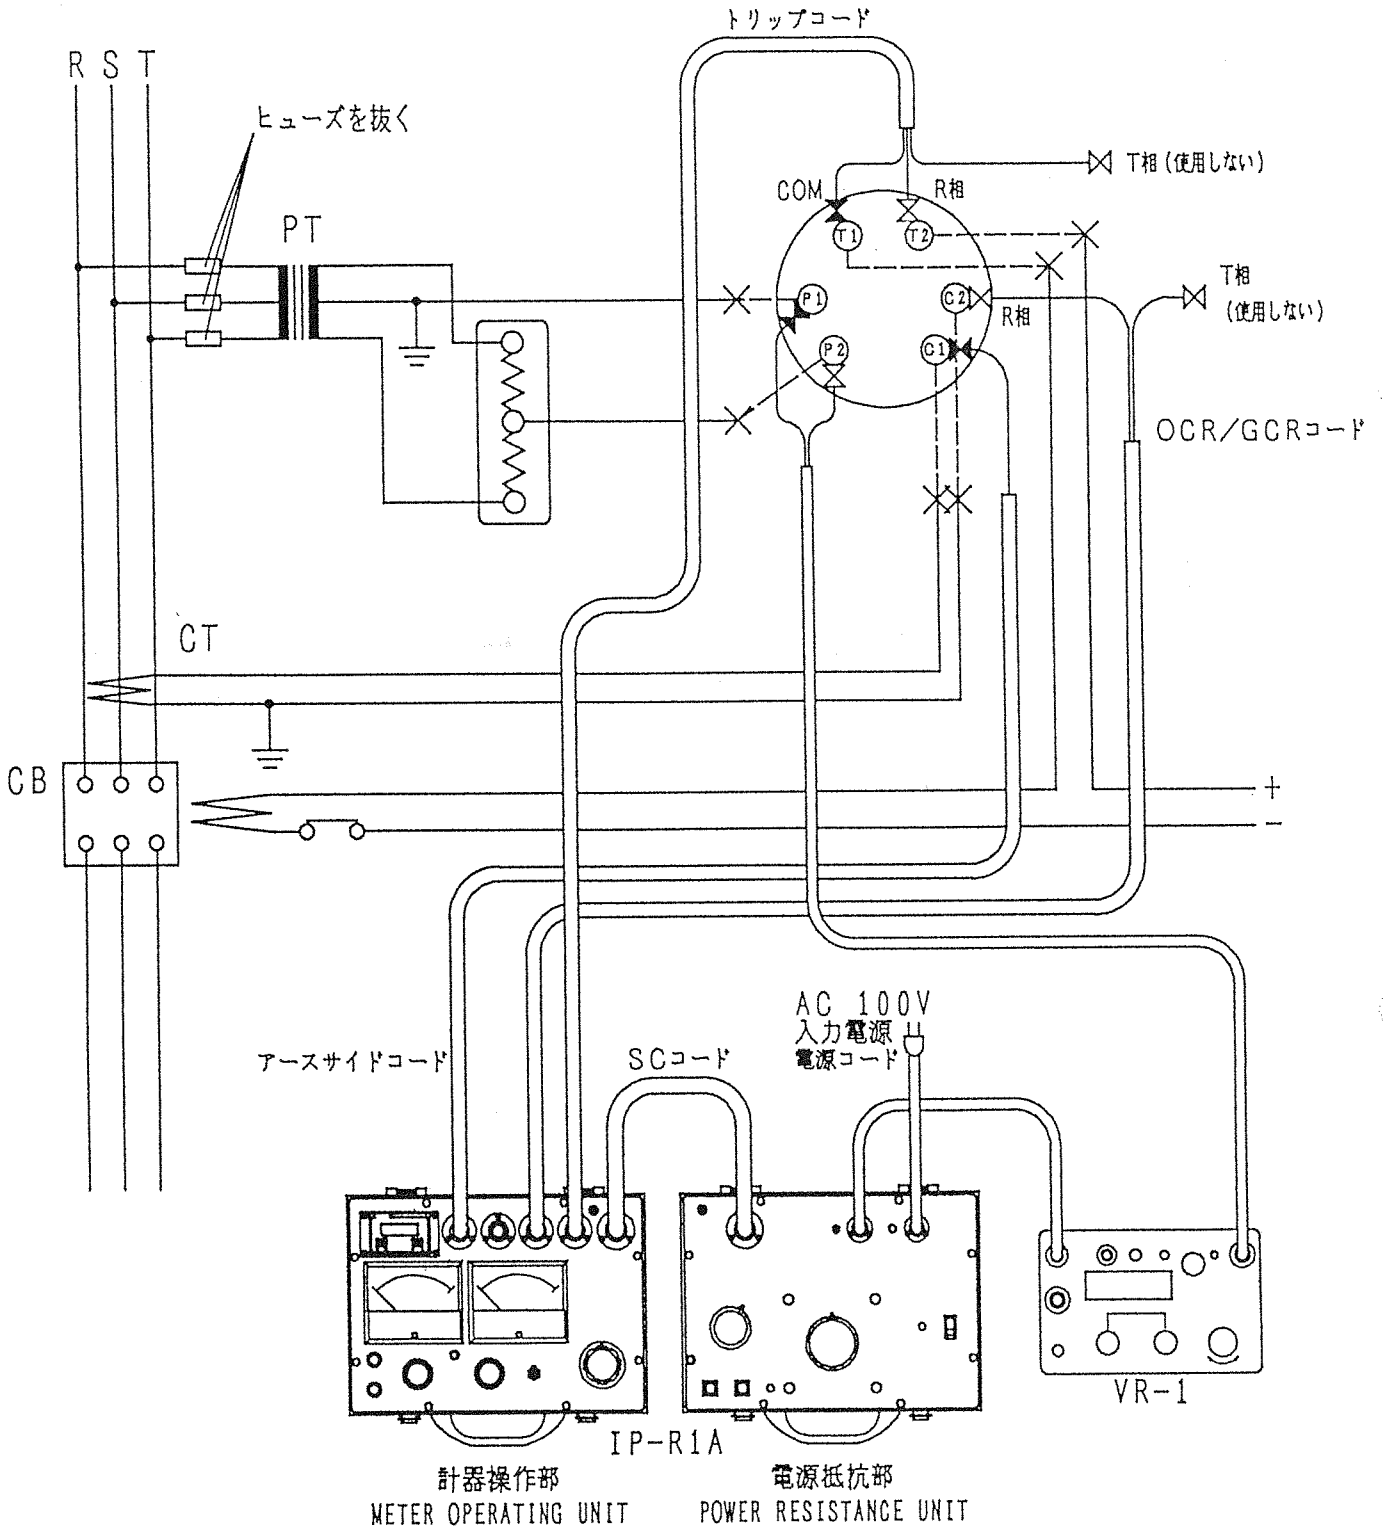 トリップコード
R S T
ヒューズを抜く
T相(使用しない)
COM
R相
PT
T1
T2
T相
(使用しない)
P1
C2
R相
P2
C1
OCR/GCRコード
CT
CB
+
-
AC 100V
入力電源
電源コード
アースサイドコード
SCコード
VR-1
IP-R1A
計器操作部
METER OPERATING UNIT
電源抵抗部
POWER RESISTANCE UNIT